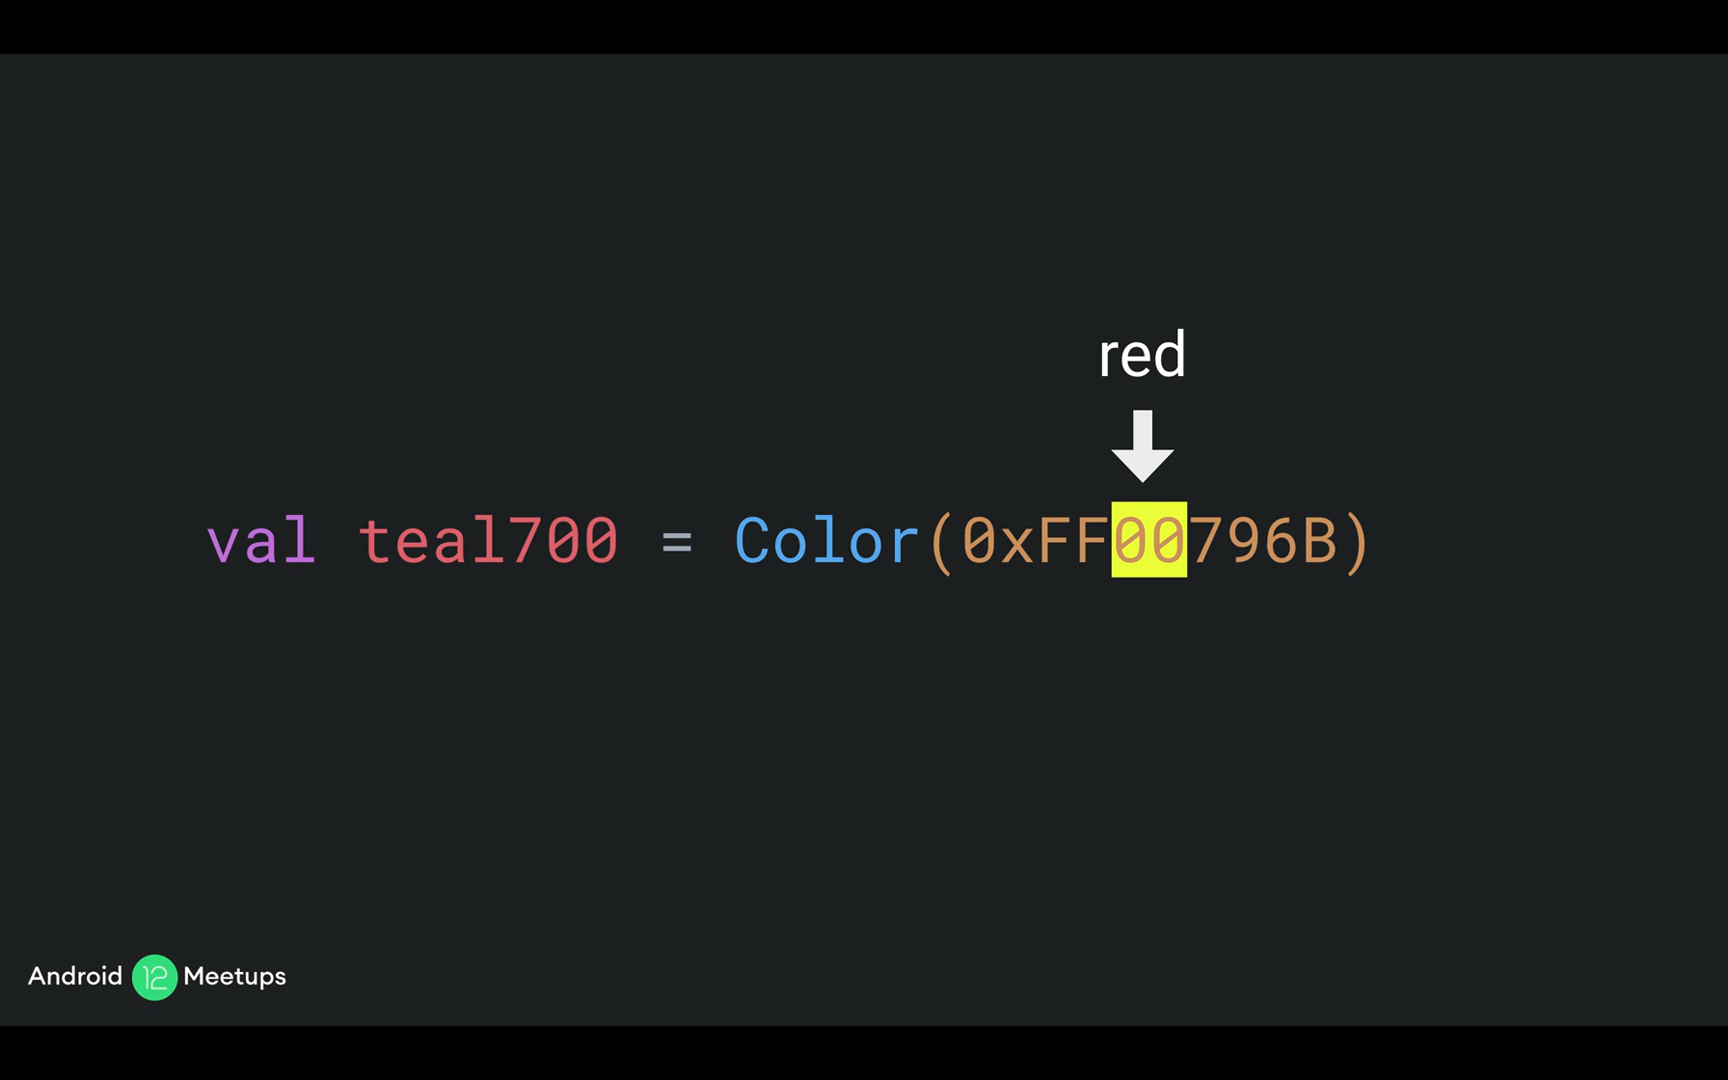 red
val teal700 = Color(0xFF00796B)
Android 12 Meetups